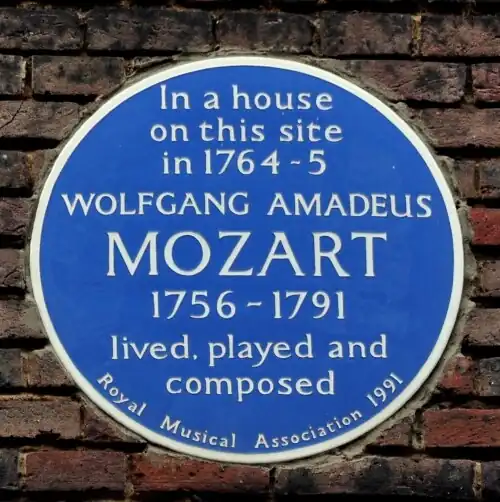 In a house
on this site
in 1764-5
WOLFGANG AMADEUS
MOZART
1756-1791
lived, played and
composed
Royal Musical Association 1991